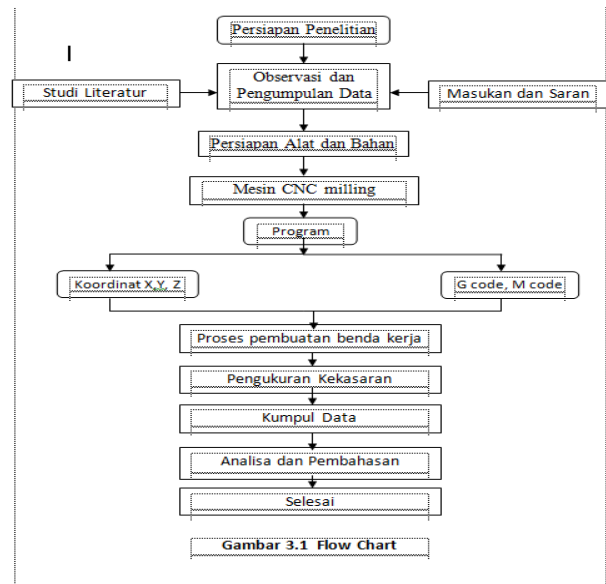 Persiapan Penelitian
Observasi dan
Pengumpulan Data
Studi Literatur
Masukan dan Saran
Persiapan Alat dan Bahan
Mesin CNC milling
Program
Koordinat X,Y, Z
G code, M code
Proses pembuatan benda kerja
Pengukuran Kekasaran
Kumpul Data
Analisa dan Pembahasan
Selesai
Gambar 3.1 Flow Chart